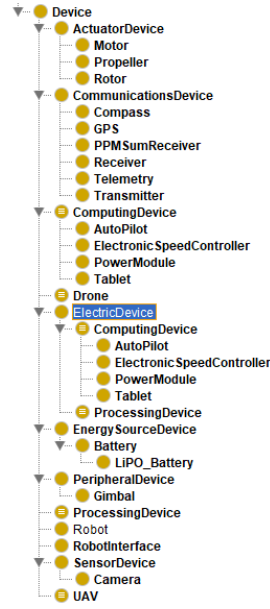 Device
ActuatorDevice
Motor
Propeller
Rotor
CommunicationsDevice
Compass
GPS
PPMSumReceiver
Receiver
Telemetry
Transmitter
ComputingDevice
AutoPilot
ElectronicSpeedController
PowerModule
Tablet
Drone
ElectricDevice
ComputingDevice
AutoPilot
ElectronicSpeedController
PowerModule
Tablet
ProcessingDevice
EnergySourceDevice
Battery
LiPO_Battery
PeripheralDevice
Gimbal
ProcessingDevice
Robot
RobotInterface
SensorDevice
Camera
UAV